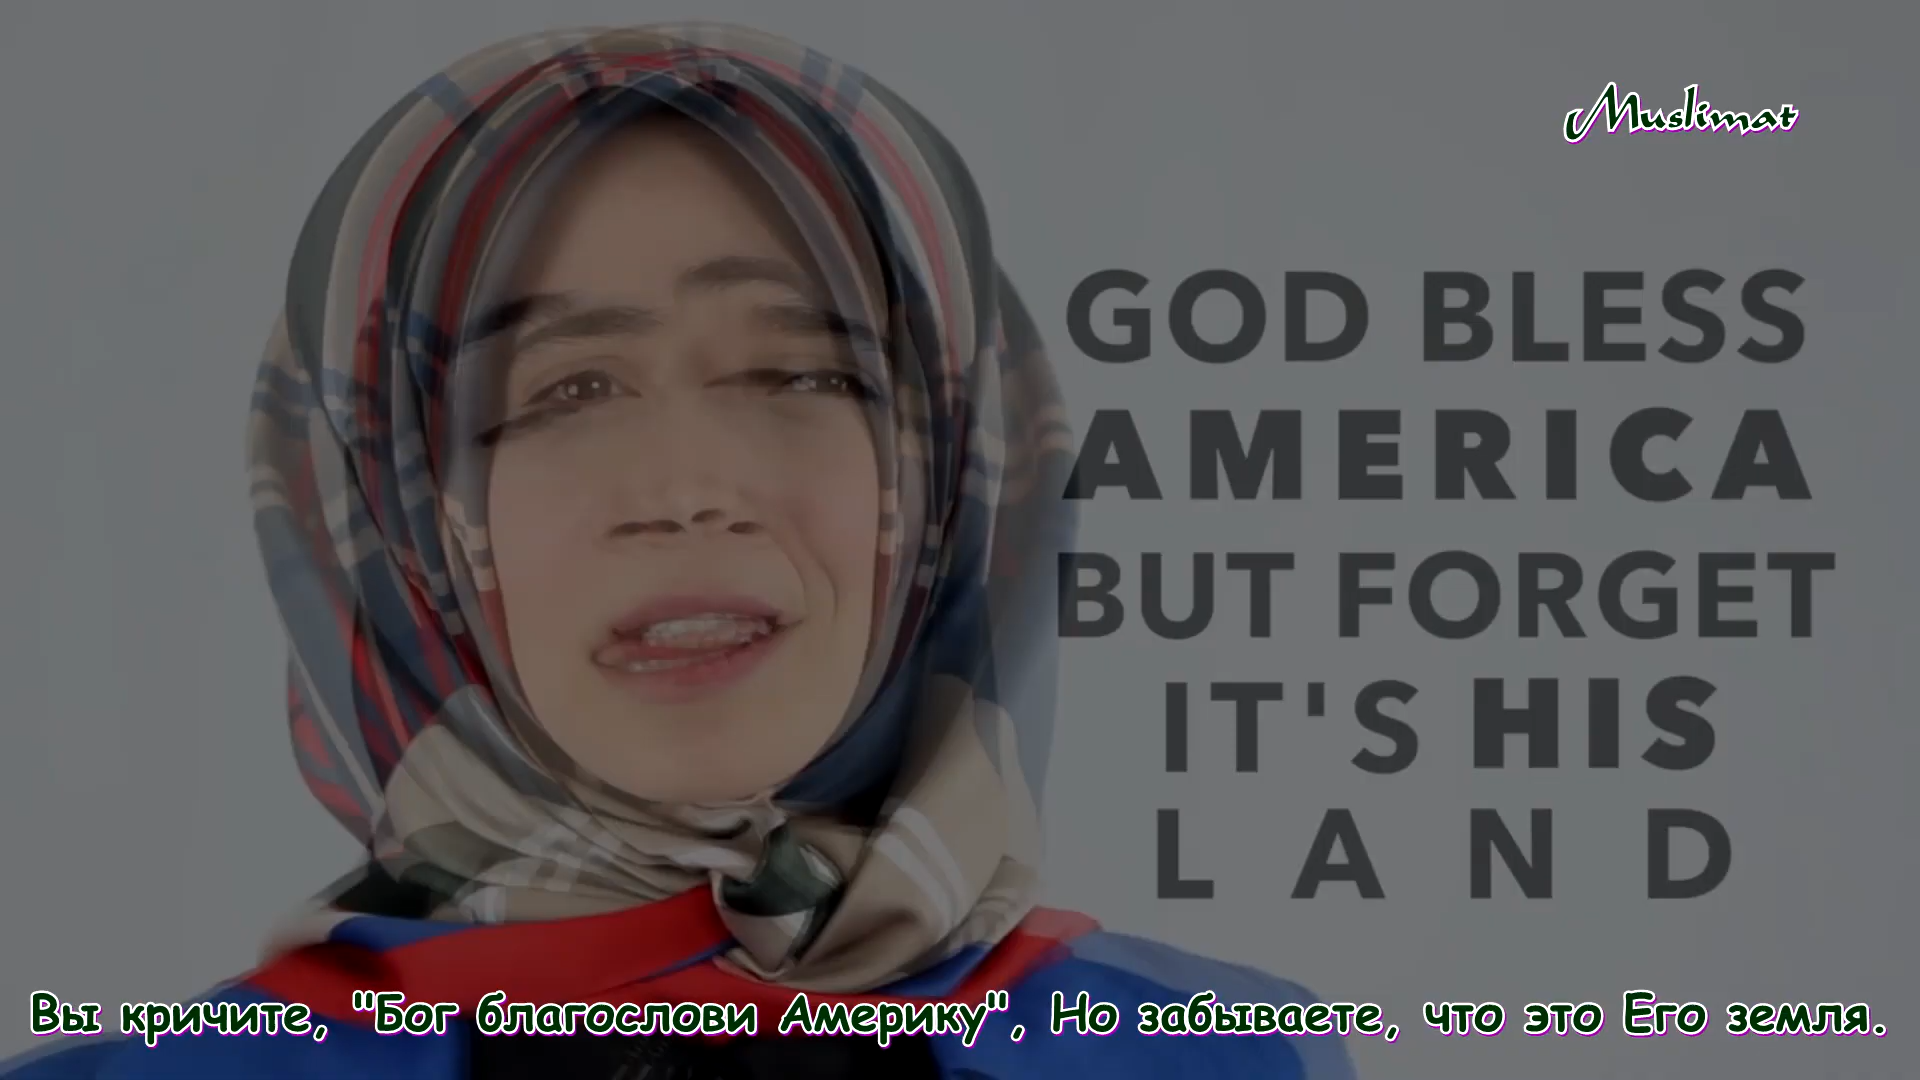 Muslimat
GOD BLESS
AMERICA
BUT FORGET
IT'S HIS
LAND
Вы кричите, "Бог благослови Америку", Но забываете, что это Его земля.